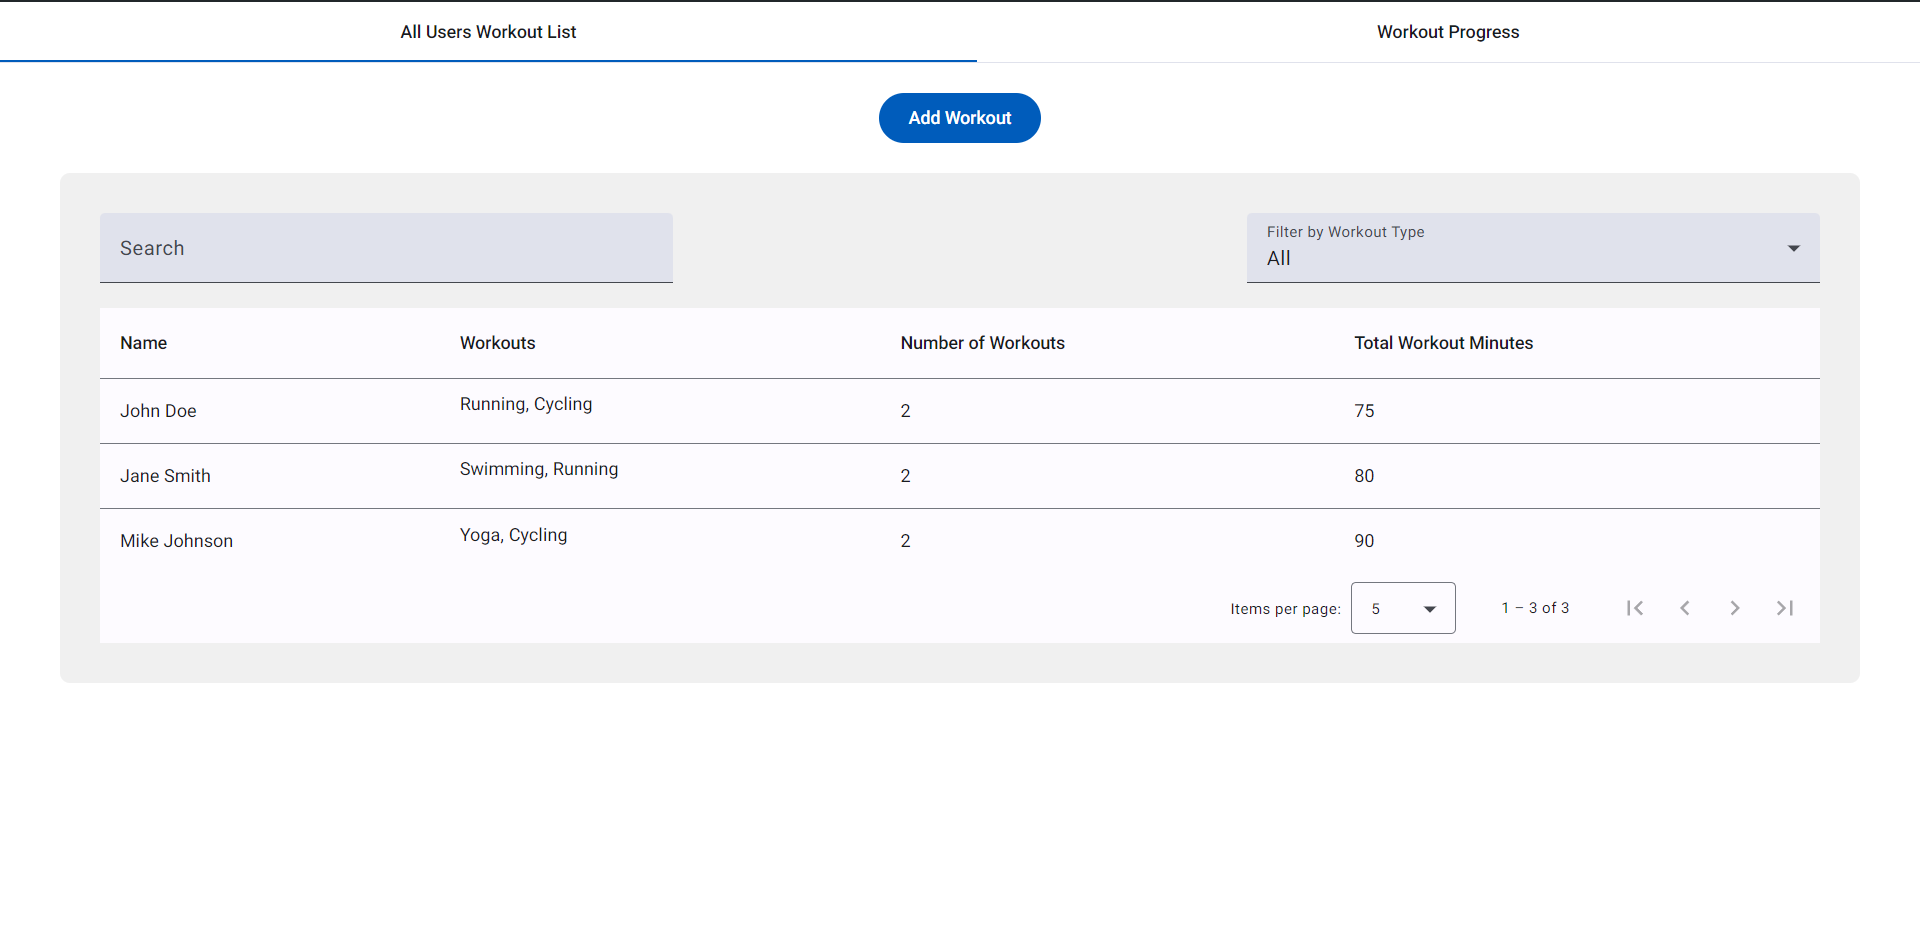 All Users Workout List
Workout Progress
Add Workout
Search
Filter by Workout Type
All
Name Workouts Number of Workouts Total Workout Minutes
John Doe Running, Cycling 2 75
Jane Smith Swimming, Running 2 80
Mike Johnson Yoga, Cycling 2 90
Items per page: 5 1 – 3 of 3